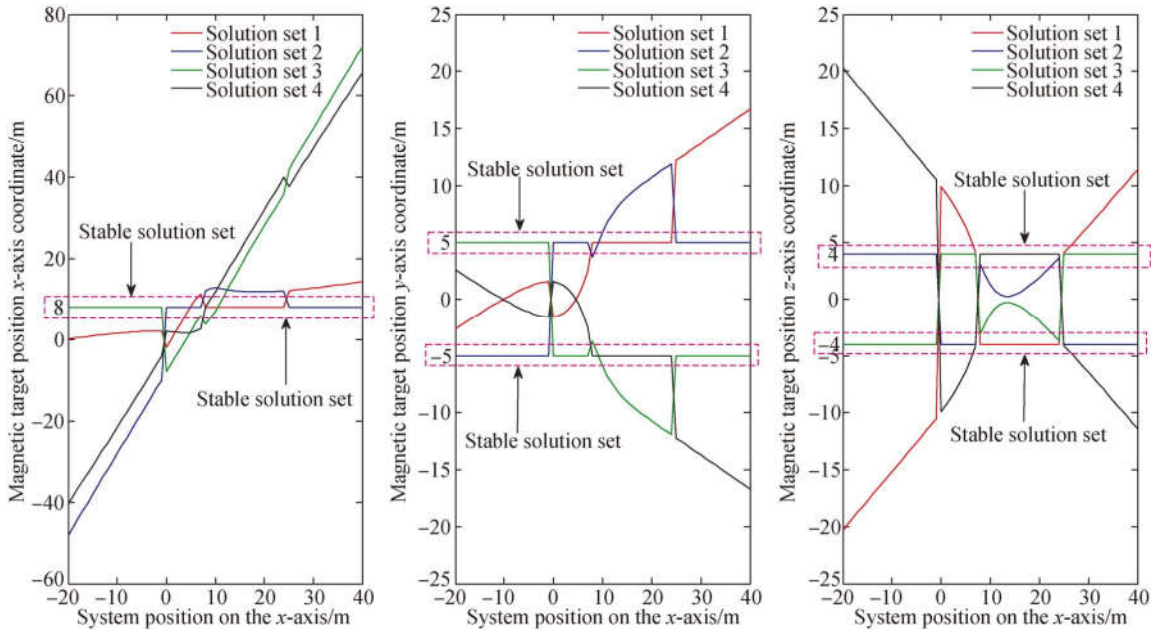 Magnetic target position x-axis coordinate/m
80
60
40
20
8
0
−20
−40
−60
Solution set 1
Solution set 2
Solution set 3
Solution set 4
Stable solution set
Stable solution set
−20 −10 0 10 20 30 40
System position on the x-axis/m
Magnetic target position y-axis coordinate/m
25
20
15
10
5
0
−5
−10
−15
−20
−25
Solution set 1
Solution set 2
Solution set 3
Solution set 4
Stable solution set
Stable solution set
−20 −10 0 10 20 30 40
System position on the x-axis/m
Magnetic target position z-axis coordinate/m
25
20
15
10
5
4
0
−4
−5
−10
−15
−20
−25
Solution set 1
Solution set 2
Solution set 3
Solution set 4
Stable solution set
Stable solution set
−20 −10 0 10 20 30 40
System position on the x-axis/m